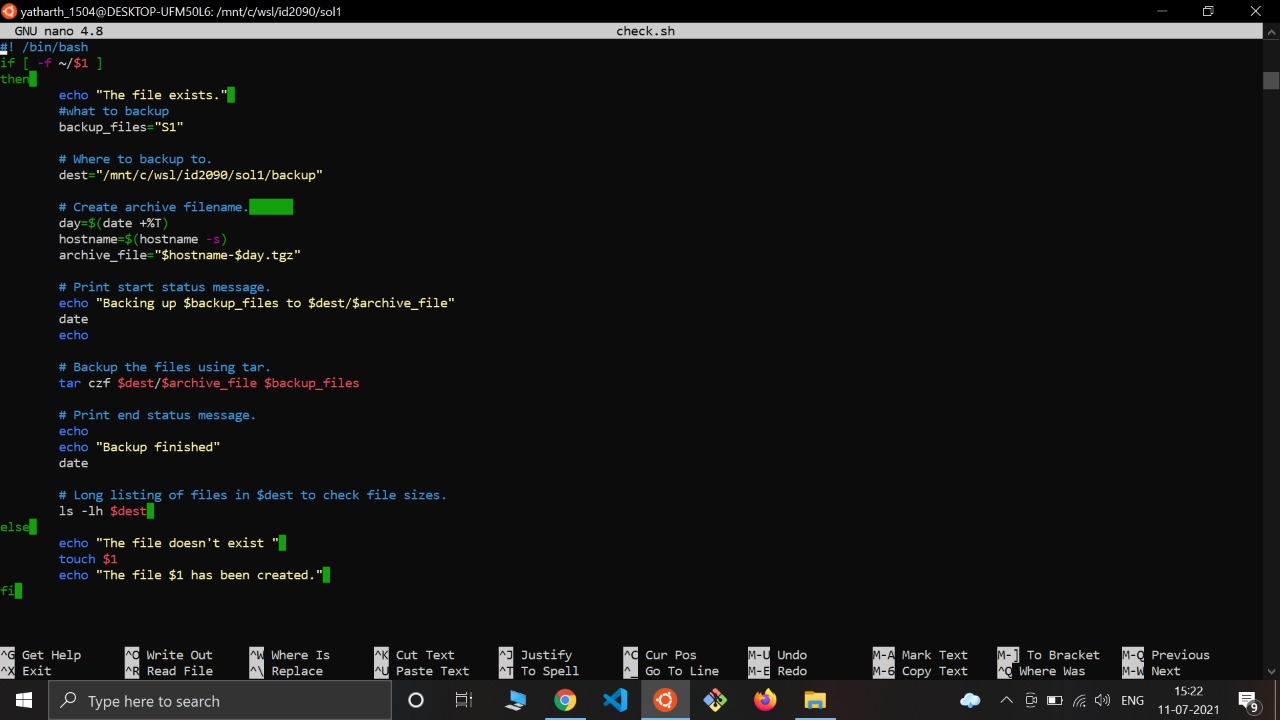 yatharth_1504@DESKTOP-UFM50L6: /mnt/c/wsl/id2090/sol1
GNU nano 4.8 check.sh
#! /bin/bash
if [ -f ~/$1 ]
then
echo "The file exists."
#what to backup
backup_files="S1"
# Where to backup to.
dest="/mnt/c/wsl/id2090/sol1/backup"
# Create archive filename.
day=$(date +%T)
hostname=$(hostname -s)
archive_file="$hostname-$day.tgz"
# Print start status message.
echo "Backing up $backup_files to $dest/$archive_file"
date
echo
# Backup the files using tar.
tar czf $dest/$archive_file $backup_files
# Print end status message.
echo
echo "Backup finished"
date
# Long listing of files in $dest to check file sizes.
ls -lh $dest
else
echo "The file doesn't exist "
touch $1
echo "The file $1 has been created."
fi
^G Get Help ^O Write Out ^W Where Is ^K Cut Text ^J Justify ^C Cur Pos M-U Undo M-A Mark Text M-] To Bracket M-Q Previous
^X Exit ^R Read File ^\ Replace ^U Paste Text ^T To Spell ^_ Go To Line M-E Redo M-6 Copy Text ^Q Where Was M-W Next
Type here to search
ENG
15:22
11-07-2021
9